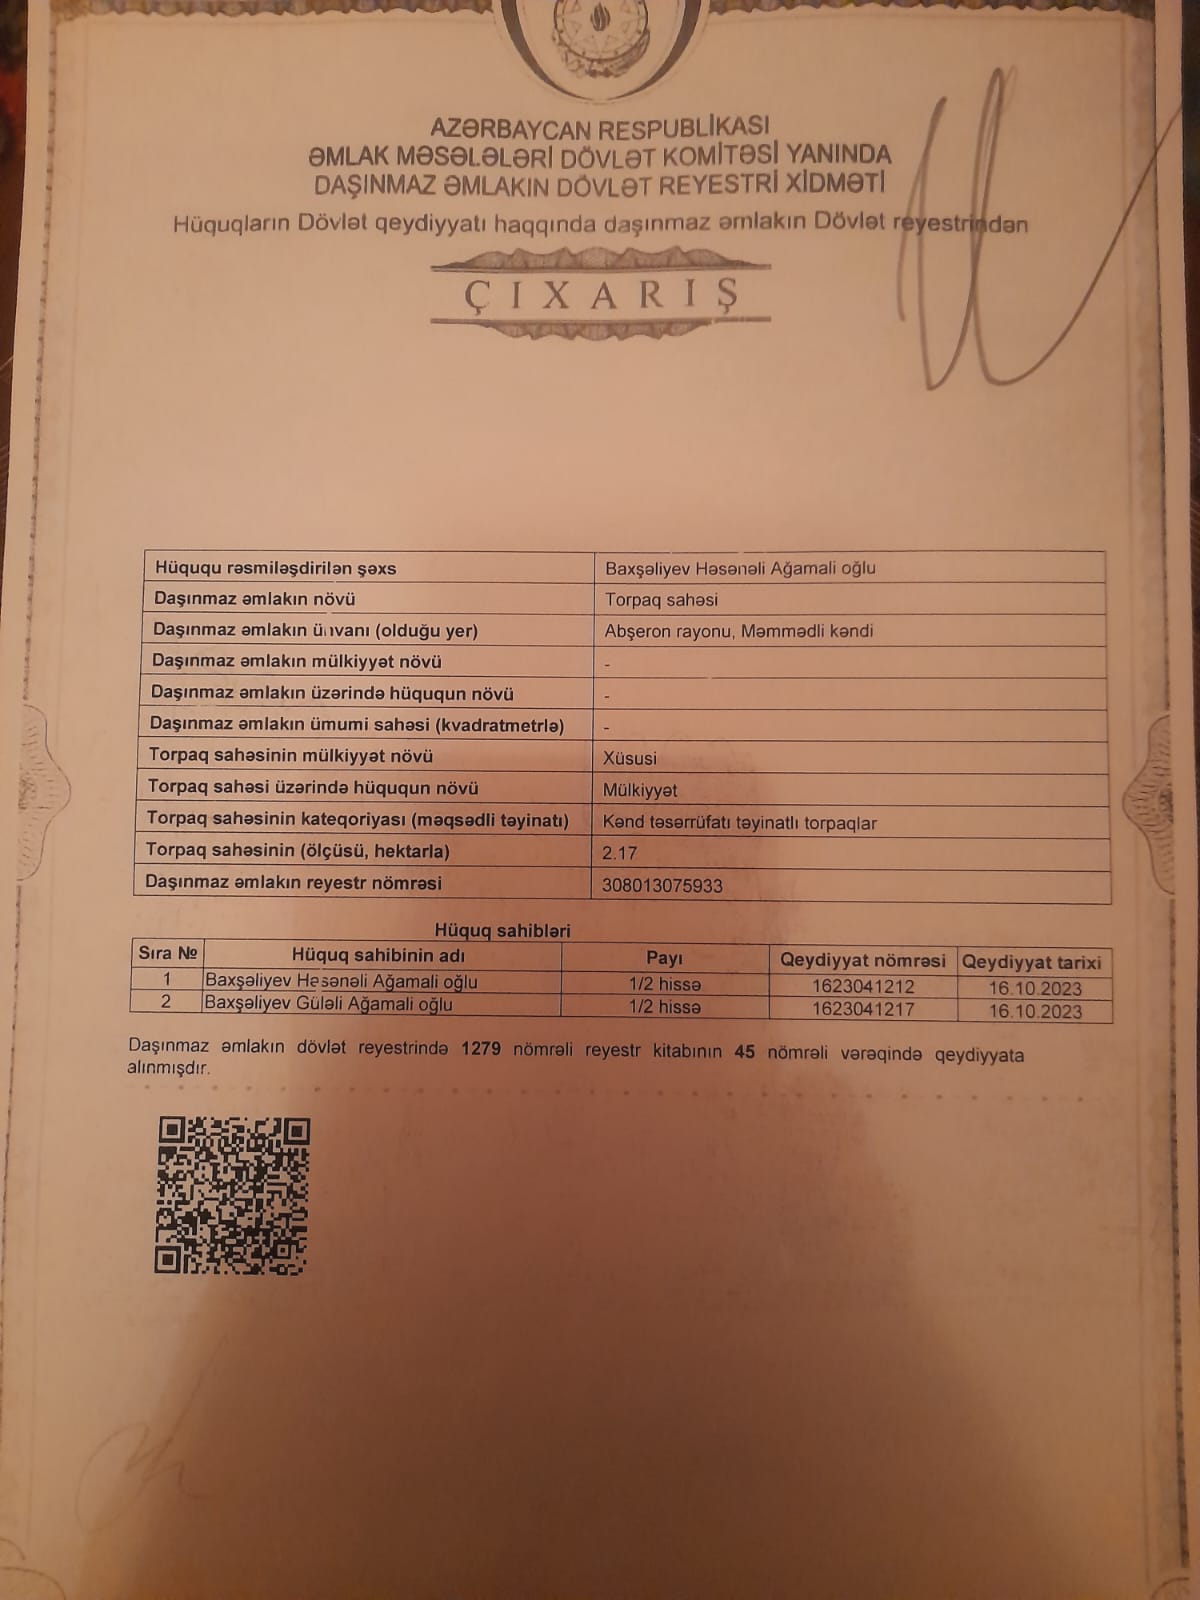 AZƏRBAYCAN RESPUBLİKASI
ƏMLAK MƏSƏLƏLƏRİ DÖVLƏT KOMİTƏSİ YANINDA
DAŞINMAZ ƏMLAKIN DÖVLƏT REYESTRİ XİDMƏTİ
Hüquqların Dövlət qeydiyyatı haqqında daşınmaz əmlakın Dövlət reyestrindən
ÇIXARIŞ
Hüququ rəsmiləşdirilən şəxs Baxşəliyev Həsənəli Ağamali oğlu
Daşınmaz əmlakın növü Torpaq sahəsi
Daşınmaz əmlakın ünvanı (olduğu yer) Abşeron rayonu, Məmmədli kəndi
Daşınmaz əmlakın mülkiyyət növü -
Daşınmaz əmlakın üzərində hüququn növü -
Daşınmaz əmlakın ümumi sahəsi (kvadratmetrlə) -
Torpaq sahəsinin mülkiyyət növü Xüsusi
Torpaq sahəsi üzərində hüququn növü Mülkiyyət
Torpaq sahəsinin kateqoriyası (məqsədli təyinatı) Kənd təsərrüfatı təyinatlı torpaqlar
Torpaq sahəsinin (ölçüsü, hektarla) 2.17
Daşınmaz əmlakın reyestr nömrəsi 308013075933
Hüquq sahibləri
Sıra № Hüquq sahibinin adı Payı Qeydiyyat nömrəsi Qeydiyyat tarixi
1 Baxşəliyev Həsənəli Ağamali oğlu 1/2 hissə 1623041212 16.10.2023
2 Baxşəliyev Güləli Ağamali oğlu 1/2 hissə 1623041217 16.10.2023
Daşınmaz əmlakın dövlət reyestrində 1279 nömrəli reyestr kitabının 45 nömrəli vərəqində qeydiyyata
alınmışdır.